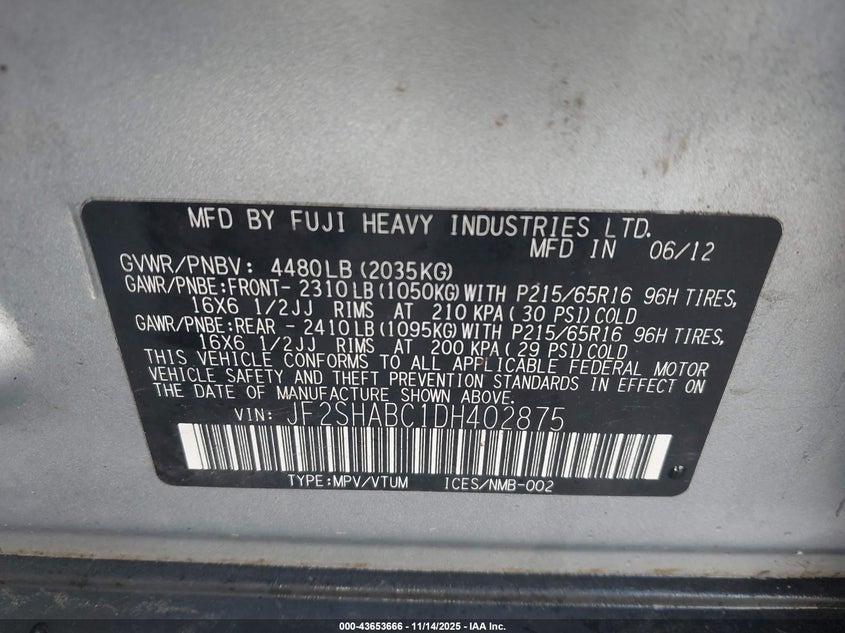 MFD BY FUJI HEAVY INDUSTRIES LTD.
MFD IN 06/12
GVWR/PNBV: 4480LB (2035KG)
GAWR/PNBE:FRONT- 2310LB (1050KG) WITH P215/65R16 96H TIRES,
16X6 1/2JJ RIMS AT 210 KPA (30 PSI) COLD
GAWR/PNBE:REAR - 2410LB (1095KG) WITH P215/65R16 96H TIRES,
16X6 1/2JJ RIMS AT 200 KPA (29 PSI) COLD
THIS VEHICLE CONFORMS TO ALL APPLICABLE FEDERAL MOTOR
VEHICLE SAFETY AND THEFT PREVENTION STANDARDS IN EFFECT ON
THE DATE OF MANUFACTURE SHOWN ABOVE.
VIN: JF2SHABC1DH402875
TYPE:MPV/VTUM ICES/NMB-002
000-43653666 - 11/14/2025 - IAA Inc.